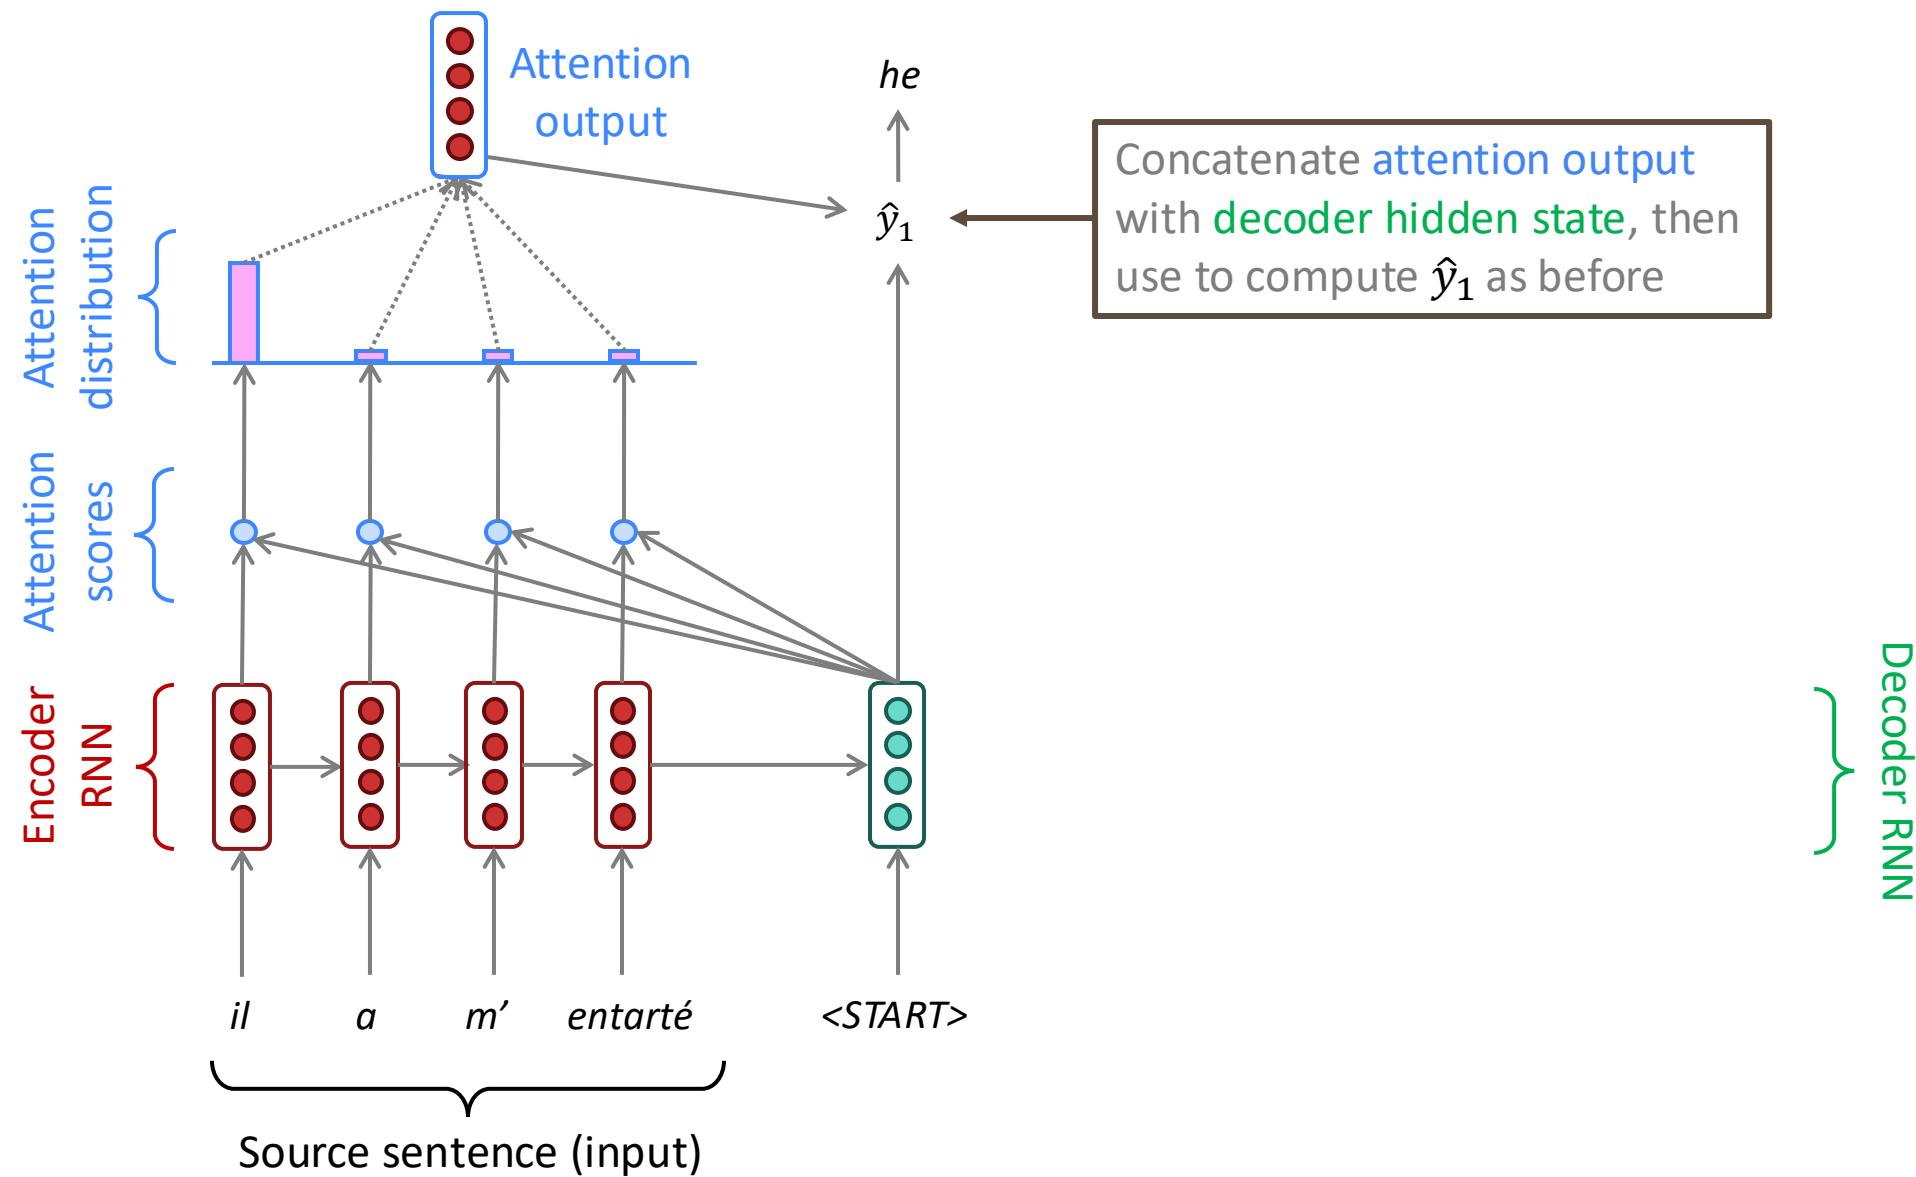 Attention
output
he
Concatenate attention output
with decoder hidden state, then
use to compute ŷ₁ as before
ŷ₁
Attention
distribution
Attention
scores
Encoder
RNN
Decoder RNN
il a m’ entarté <START>
Source sentence (input)